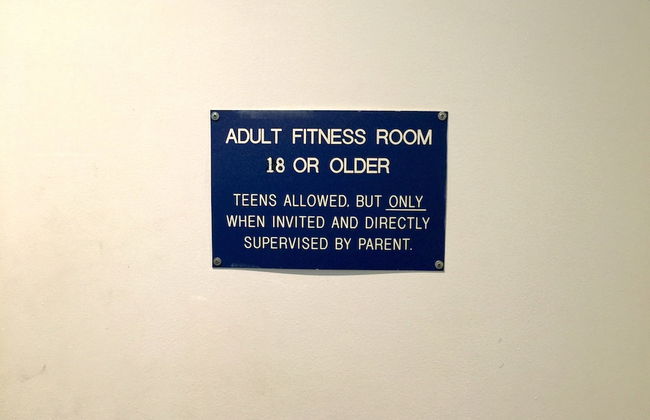 ADULT FITNESS ROOM
18 OR OLDER
TEENS ALLOWED. BUT ONLY
WHEN INVITED AND DIRECTLY
SUPERVISED BY PARENT.